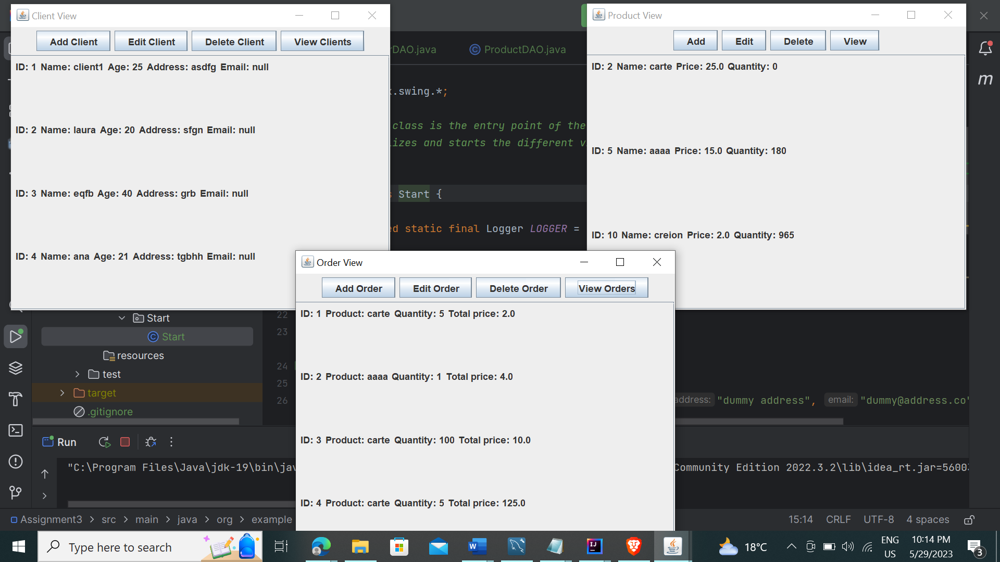 Client View
Add Client Edit Client Delete Client View Clients
ID: 1 Name: client1 Age: 25 Address: asdfg Email: null
ID: 2 Name: laura Age: 20 Address: sfgn Email: null
ID: 3 Name: eqfb Age: 40 Address: grb Email: null
ID: 4 Name: ana Age: 21 Address: tgbhh Email: null
Product View
Add Edit Delete View
ID: 2 Name: carte Price: 25.0 Quantity: 0
ID: 5 Name: aaaa Price: 15.0 Quantity: 180
ID: 10 Name: creion Price: 2.0 Quantity: 965
rDAO.java ProductDAO.java
.swing.*;
class is the entry point of the
izes and starts the different v
Start {
ed static final Logger LOGGER =
m
Order View
Add Order Edit Order Delete Order View Orders
ID: 1 Product: carte Quantity: 5 Total price: 2.0
ID: 2 Product: aaaa Quantity: 1 Total price: 4.0
ID: 3 Product: carte Quantity: 100 Total price: 10.0
ID: 4 Product: carte Quantity: 5 Total price: 125.0
Start
Start
resources
test
target
.gitignore
22
23
24
25
26
address: "dummy address", email: "dummy@address.co"
Run
"C:\Program Files\Java\jdk-19\bin\jav
Community Edition 2022.3.2\lib\idea_rt.jar=5600
Assignment3 > src > main > java > org > example
15:14 CRLF UTF-8 4 spaces
Type here to search
18°C
ENG
US
10:14 PM
5/29/2023
3